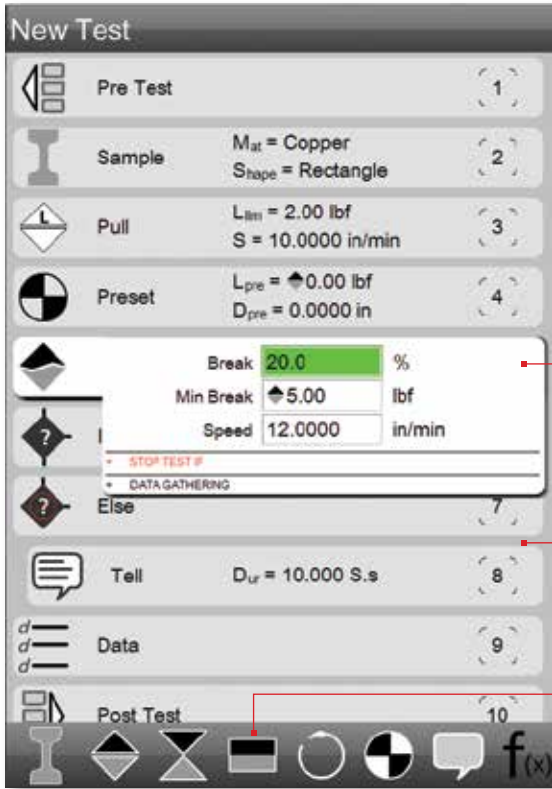 New Test
Pre Test 1
Sample Mat = Copper 2
Shape = Rectangle
L
Pull Llim = 2.00 lbf 3
S = 10.0000 in/min
Preset Lpre = 0.00 lbf 4
Dpre = 0.0000 in
Break 20.0 %
Min Break 5.00 lbf
Speed 12.0000 in/min
? I
STOP TEST IF
DATA GATHERING
? Else 7
Tell Dur = 10.000 S.s 8
d
d Data 9
d
Post Test 10
f(x)